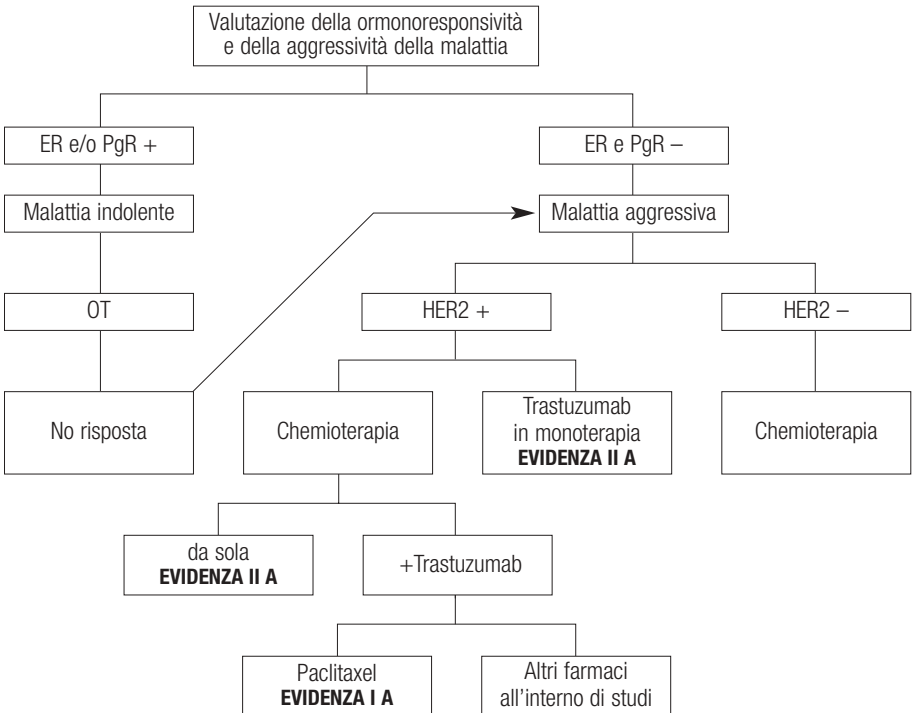 Valutazione della ormonoresponsività
e della aggressività della malattia
ER e/o PgR +
ER e PgR –
Malattia indolente
Malattia aggressiva
OT
HER2 +
HER2 –
No risposta
Chemioterapia
Trastuzumab
in monoterapia
EVIDENZA II A
Chemioterapia
da sola
EVIDENZA II A
+Trastuzumab
Paclitaxel
EVIDENZA I A
Altri farmaci
all'interno di studi